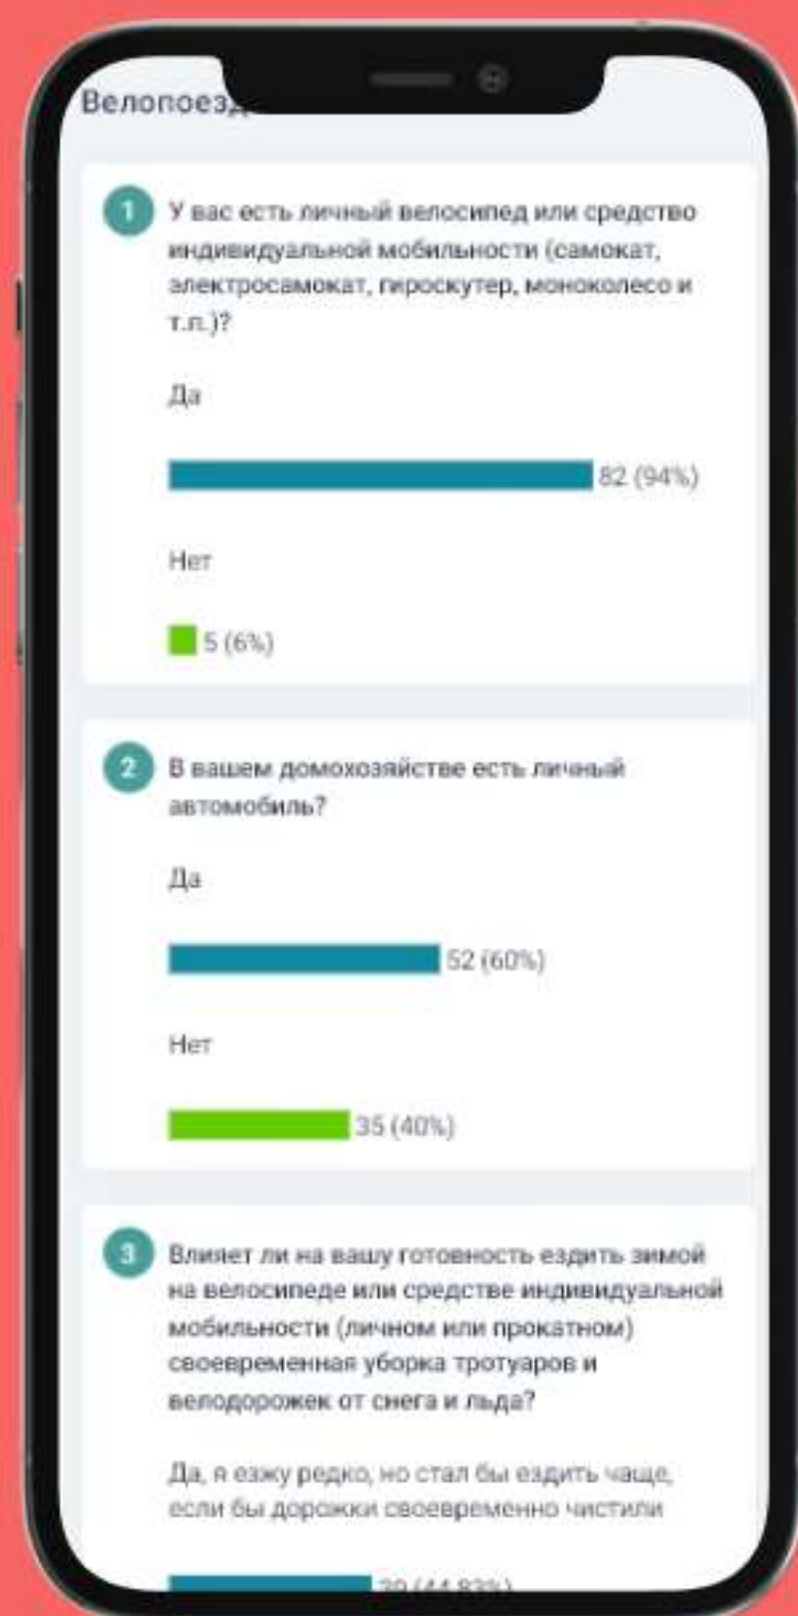 Велопоезд
1 У вас есть личный велосипед или средство
индивидуальной мобильности (самокат,
электросамокат, гироскутер, моноколесо и
т.п.)?
Да
82 (94%)
Нет
5 (6%)
2 В вашем домохозяйстве есть личный
автомобиль?
Да
52 (60%)
Нет
35 (40%)
3 Влияет ли на вашу готовность ездить зимой
на велосипеде или средстве индивидуальной
мобильности (личном или прокатном)
своевременная уборка тротуаров и
велодорожек от снега и льда?
Да, я езжу редко, но стал бы ездить чаще,
если бы дорожки своевременно чистили
39 (44.83%)